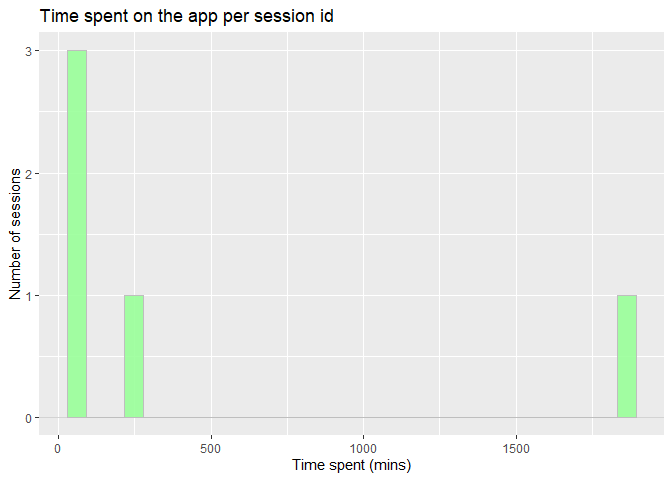 Time spent on the app per session id
Number of sessions
3
2
1
0
0 500 1000 1500
Time spent (mins)